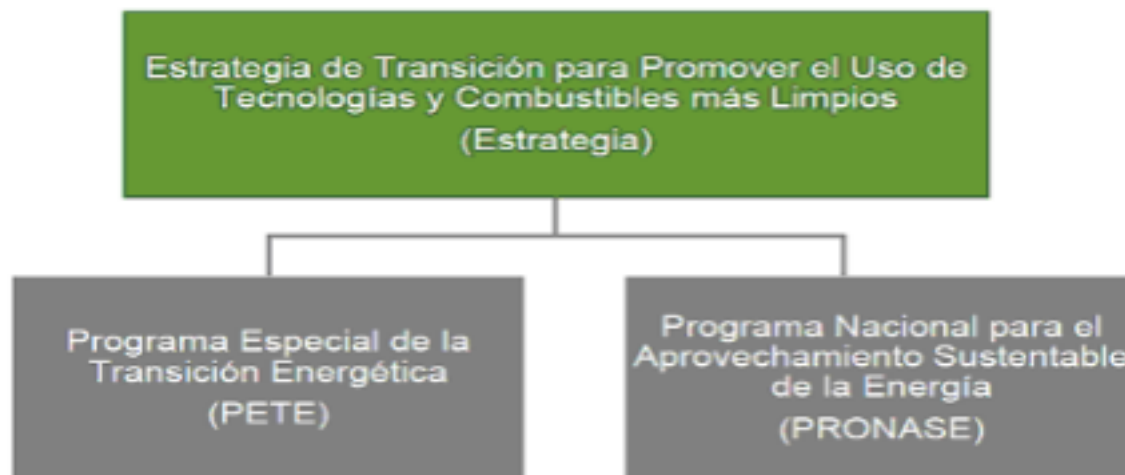 Estrategia de Transición para Promover el Uso de
Tecnologías y Combustibles más Limpios
(Estrategia)
Programa Especial de la
Transición Energética
(PETE)
Programa Nacional para el
Aprovechamiento Sustentable
de la Energía
(PRONASE)